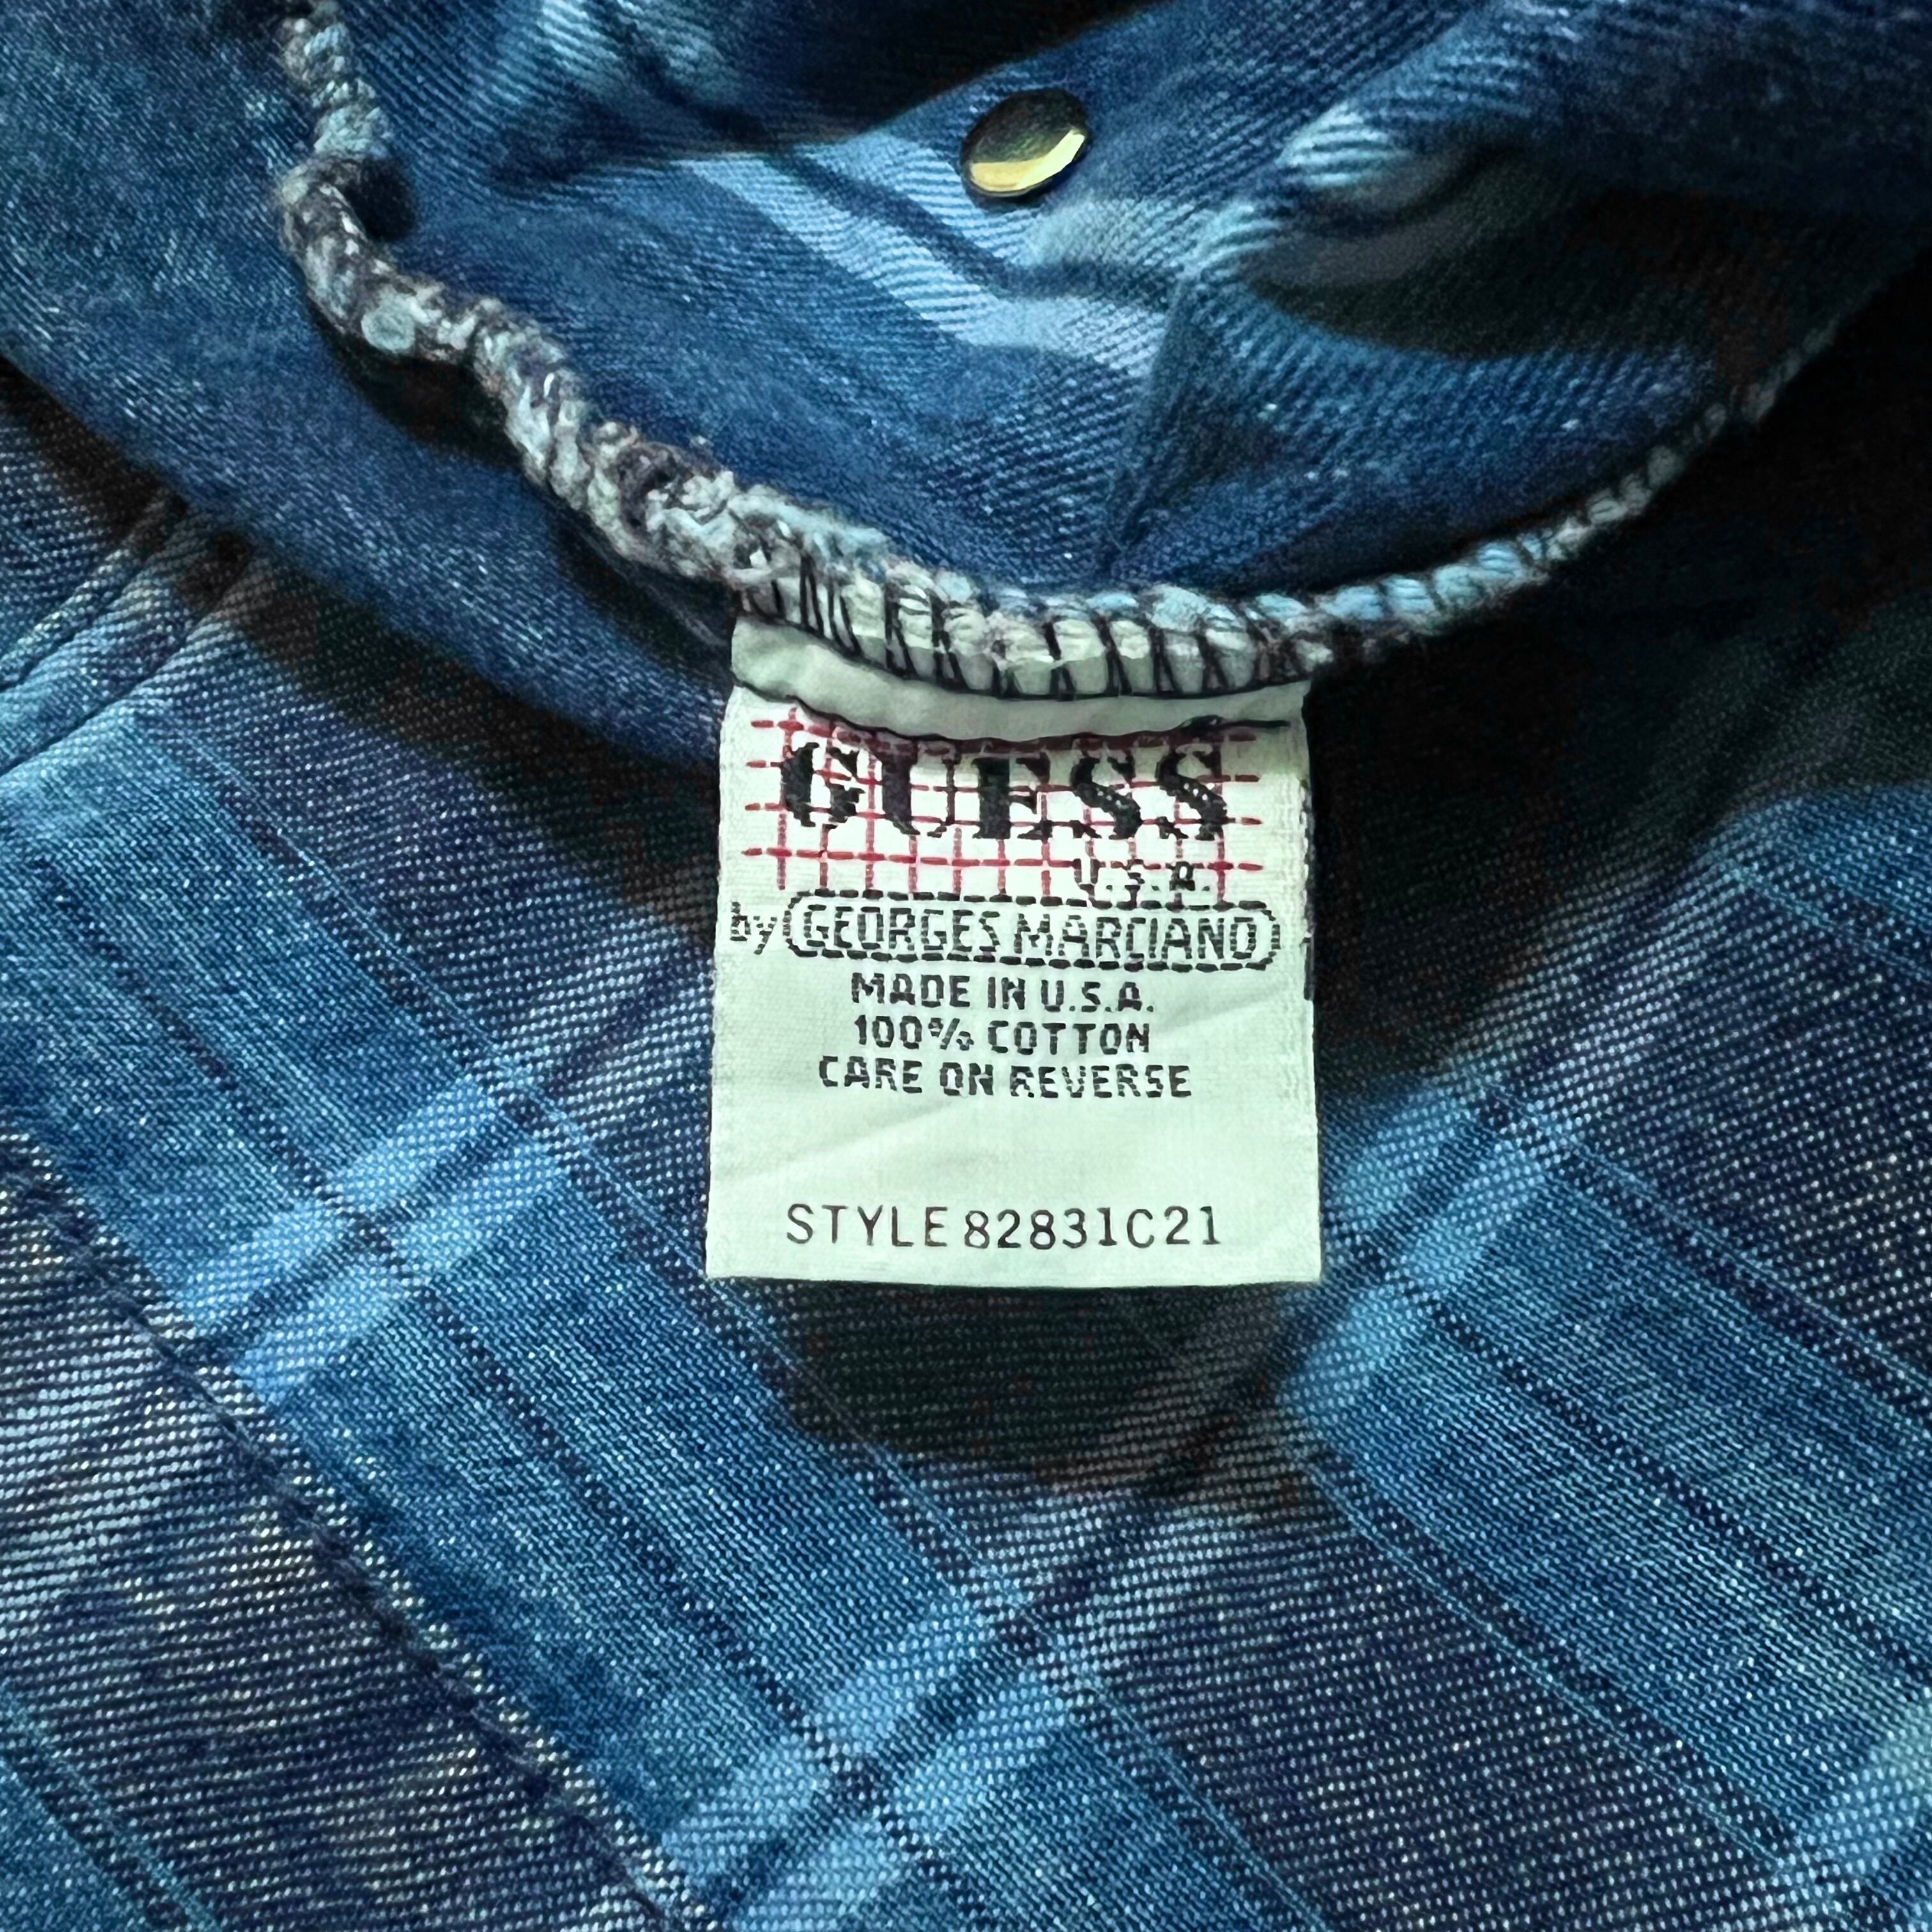 GUESS
U.S.A.
by GEORGES MARCIANO
MADE IN U.S.A.
100% COTTON
CARE ON REVERSE
STYLE 82831C21